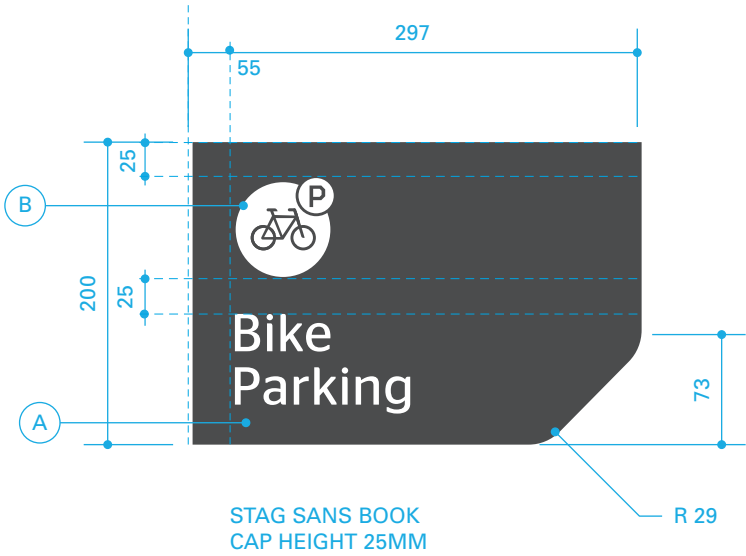 297
55
25
P
B
200
25
Bike
Parking
73
A
R 29
STAG SANS BOOK
CAP HEIGHT 25MM